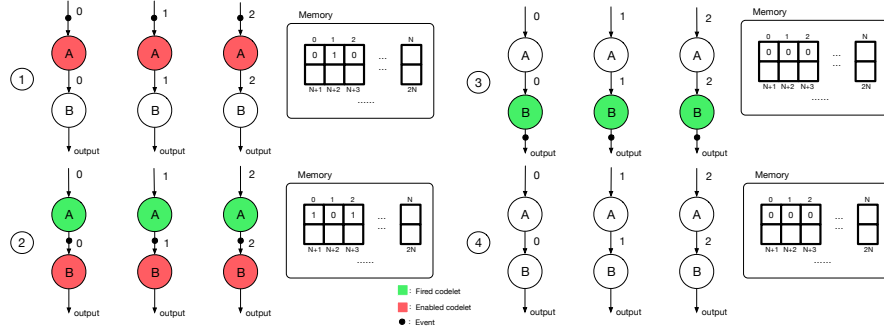 1
0 1 2
A A A
0 1 2
B B B
output output output
Memory
0 1 2 N
0 1 0 ... 
...
N+1 N+2 N+3 2N
......
2
0 1 2
A A A
0 1 2
B B B
output output output
Memory
0 1 2 N
1 0 1 ...
...
N+1 N+2 N+3 2N
......
3
0 1 2
A A A
0 1 2
B B B
output output output
Memory
0 1 2 N
0 0 0 ...
...
N+1 N+2 N+3 2N
......
4
0 1 2
A A A
0 1 2
B B B
output output output
Memory
0 1 2 N
0 0 0 ...
...
N+1 N+2 N+3 2N
......
: Fired codelet
: Enabled codelet
: Event